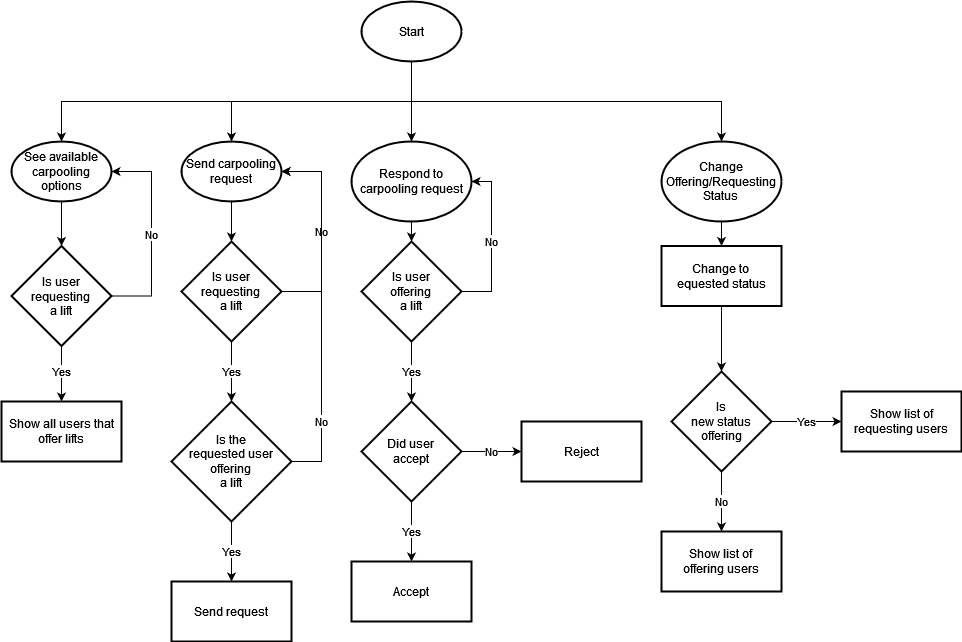 Start
See available
carpooling
options
No
Is user
requesting
a lift
Yes
Show all users that
offer lifts
Send carpooling
request
No
Is user
requesting
a lift
Yes
No
Is the
requested user
offering
a lift
Yes
Send request
Respond to
carpooling request
No
Is user
offering
a lift
Yes
Did user
accept
No
Reject
Yes
Accept
Change
Offering/Requesting
Status
Change to
equested status
Is
new status
offering
Yes
Show list of
requesting users
No
Show list of
offering users